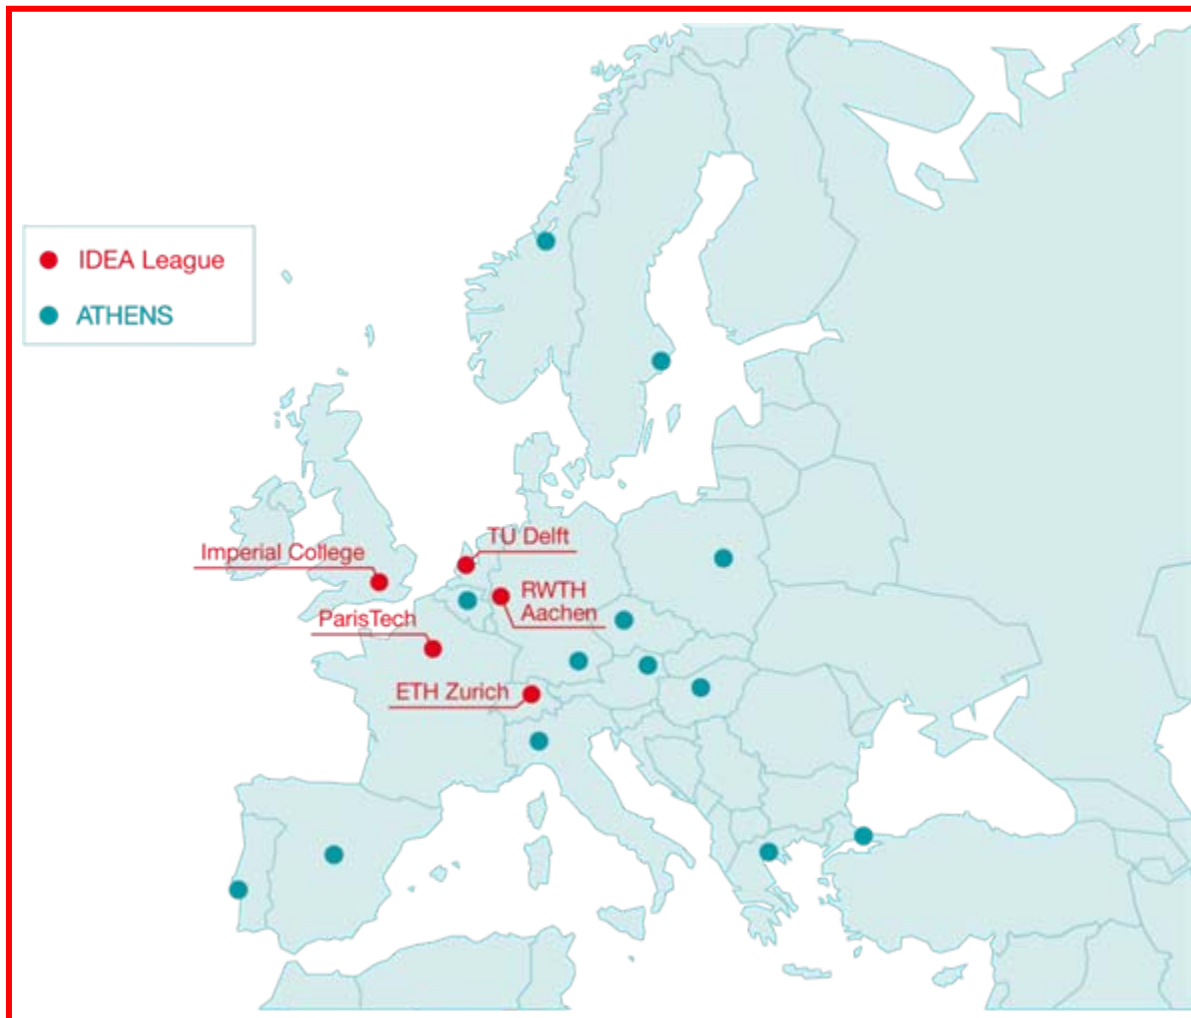 IDEA League
ATHENS
TU Delft
Imperial College
RWTH
Aachen
ParisTech
ETH Zurich